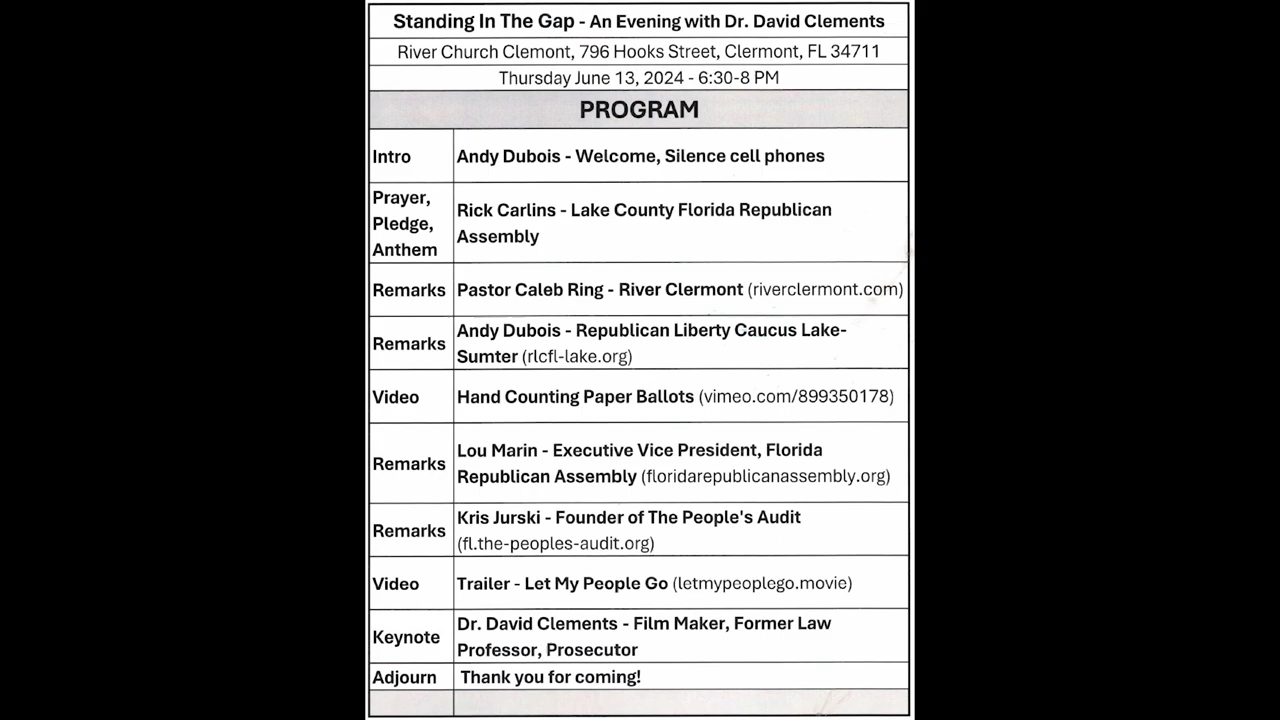 Standing In The Gap - An Evening with Dr. David Clements
River Church Clemont, 796 Hooks Street, Clermont, FL 34711
Thursday June 13, 2024 - 6:30-8 PM
PROGRAM
Intro
Andy Dubois - Welcome, Silence cell phones
Prayer,
Pledge,
Anthem
Rick Carlins - Lake County Florida Republican
Assembly
Remarks
Pastor Caleb Ring - River Clermont (riverclermont.com)
Remarks
Andy Dubois - Republican Liberty Caucus Lake-
Sumter (rlcfl-lake.org)
Video
Hand Counting Paper Ballots (vimeo.com/899350178)
Remarks
Lou Marin - Executive Vice President, Florida
Republican Assembly (floridarepublicanassembly.org)
Remarks
Kris Jurski - Founder of The People's Audit
(fl.the-peoples-audit.org)
Video
Trailer - Let My People Go (letmypeoplego.movie)
Keynote
Dr. David Clements - Film Maker, Former Law
Professor, Prosecutor
Adjourn
Thank you for coming!